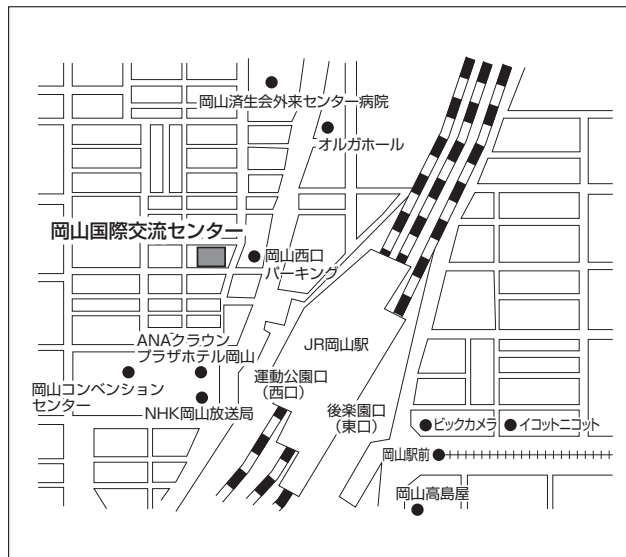 岡山済生会外来センター病院
オルガホール
岡山国際交流センター
岡山西口
パーキング
ANAクラウン
プラザホテル岡山
JR岡山駅
岡山コンベンション
センター
運動公園口
(西口)
NHK岡山放送局
後楽園口
(東口)
ビックカメラ
イコットニコット
岡山駅前
岡山高島屋